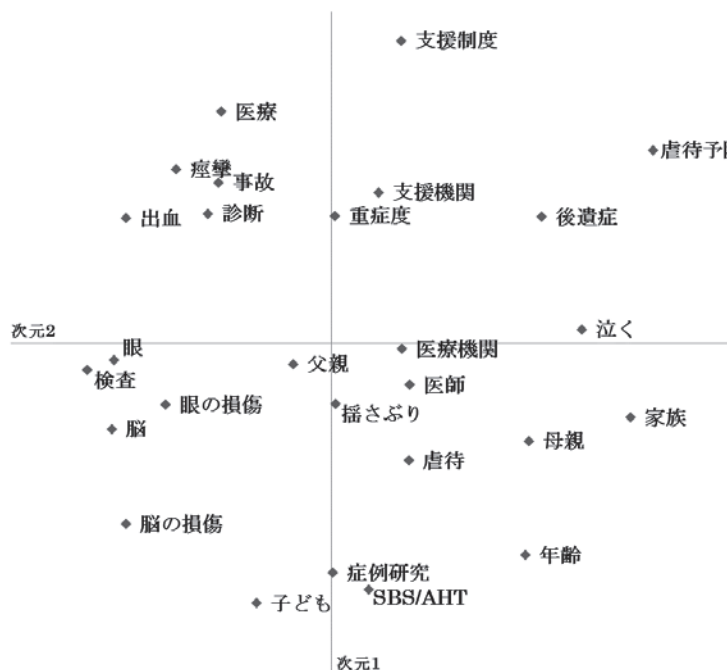 支援制度
医療
虐待予
痙攣
事故
支援機関
出血
診断
重症度
後遺症
次元2
泣く
眼
医療機関
検査
父親
医師
眼の損傷
揺さぶり
家族
脳
母親
虐待
脳の損傷
年齢
症例研究
SBS/AHT
子ども
次元1